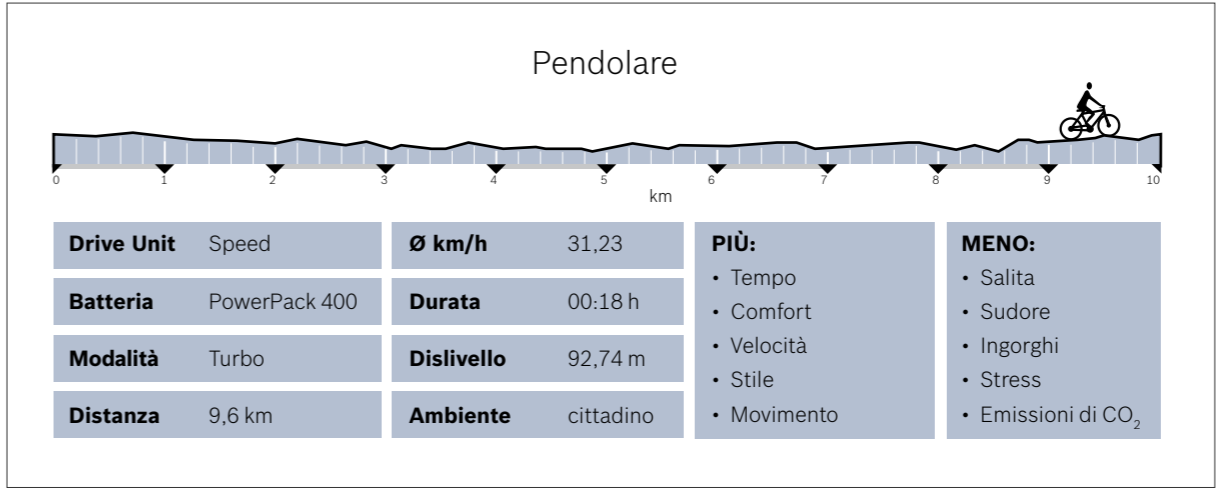 Pendolare
0 1 2 3 4 5 6 7 8 9 10
km
Drive Unit Speed
Batteria PowerPack 400
Modalità Turbo
Distanza 9,6 km
Ø km/h 31,23
Durata 00:18 h
Dislivello 92,74 m
Ambiente cittadino
PIÙ:
• Tempo
• Comfort
• Velocità
• Stile
• Movimento
MENO:
• Salita
• Sudore
• Ingorghi
• Stress
• Emissioni di CO₂